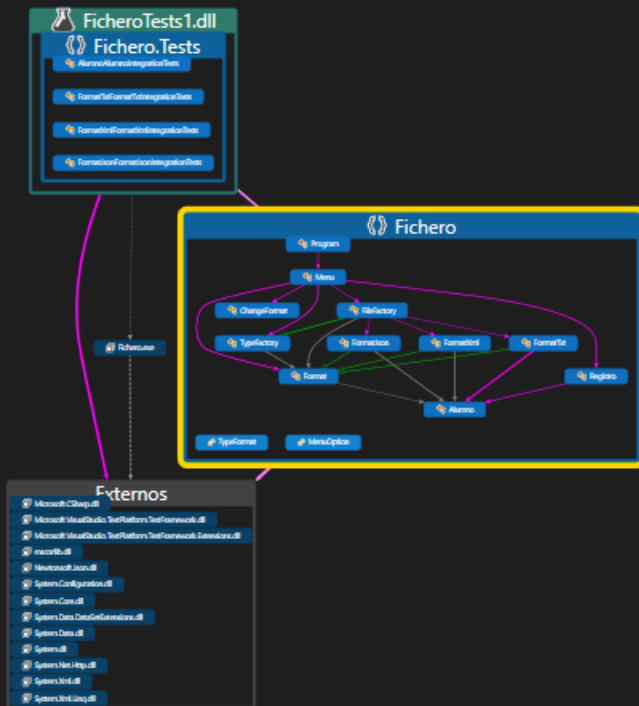 FicheroTests1.dll
Fichero.Tests
AlumnoAlumnoIntegrationTests
FormatTxtFormatTxtIntegrationTests
FormatXmlFormatXmlIntegrationTests
FormatJsonFormatJsonIntegrationTests
Fichero
Program
Menu
ChangeFormat
FileFactory
TypeFactory
FormatJson
FormatXml
FormatTxt
Fichero.exe
Format
Registro
Alumno
TypeFormat
MenuOption
Externos
Microsoft.CSharp.dll
Microsoft.VisualStudio.TestPlatform.TestFramework.dll
Microsoft.VisualStudio.TestPlatform.TestFramework.Extensions.dll
mscorlib.dll
Newtonsoft.Json.dll
System.Configuration.dll
System.Core.dll
System.Data.DataSetExtensions.dll
System.Data.dll
System.dll
System.Net.Http.dll
System.Xml.dll
System.Xml.Linq.dll